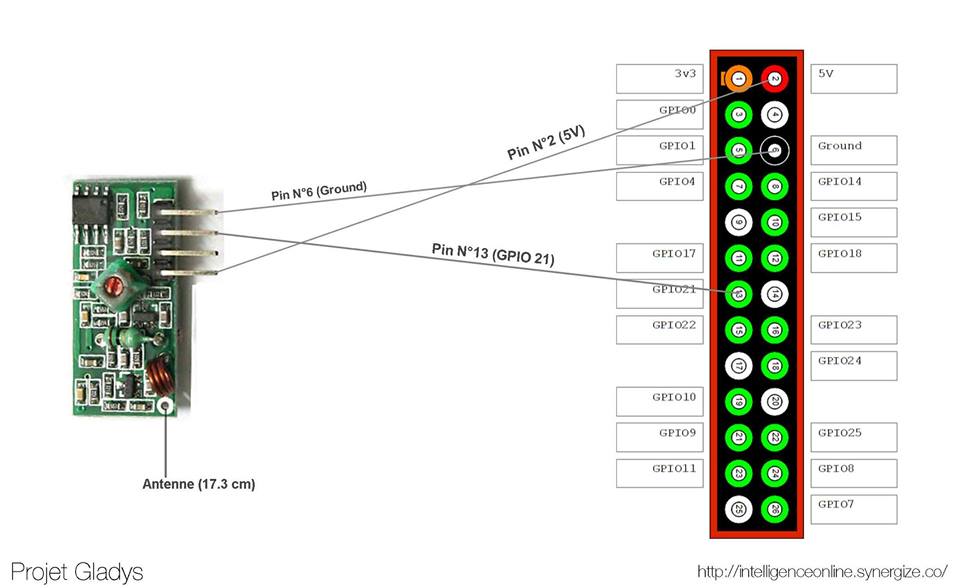 3v3
1
2
5V
GPIO0
3
4
GPIO1
5
6
Ground
GPIO4
7
8
GPIO14
9
10
GPIO15
GPIO17
11
12
GPIO18
GPIO21
13
14
GPIO22
15
16
GPIO23
17
18
GPIO24
GPIO10
19
20
GPIO9
21
22
GPIO25
GPIO11
23
24
GPIO8
25
26
GPIO7
Pin N°2 (5V)
Pin N°6 (Ground)
Pin N°13 (GPIO 21)
Antenne (17.3 cm)
Projet Gladys
http://intelligenceonline.synergize.co/